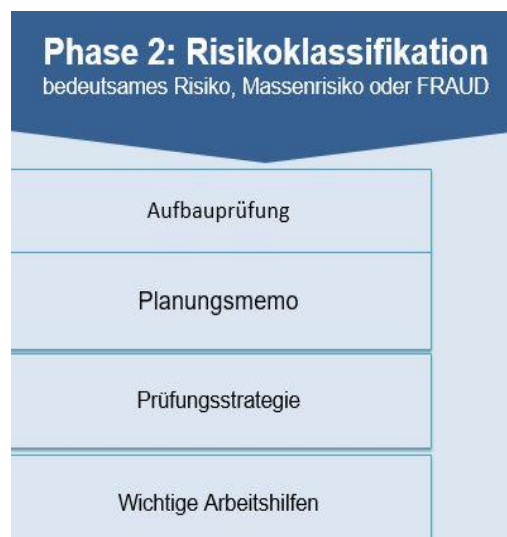 Phase 2: Risikoklassifikation
bedeutsames Risiko, Massenrisiko oder FRAUD
Aufbauprüfung
Planungsmemo
Prüfungsstrategie
Wichtige Arbeitshilfen